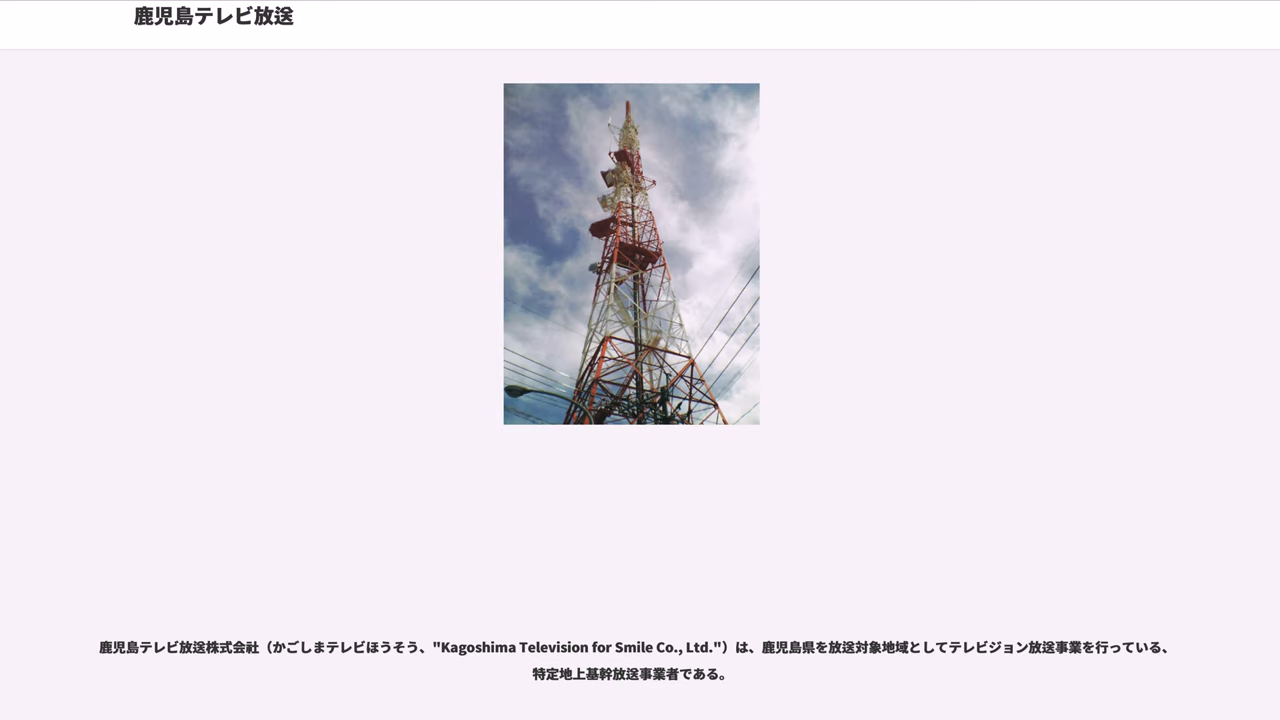 鹿児島テレビ放送
鹿児島テレビ放送株式会社（かごしまテレビほうそう、"Kagoshima Television for Smile Co., Ltd."）は、鹿児島県を放送対象地域としてテレビジョン放送事業を行っている、
特定地上基幹放送事業者である。